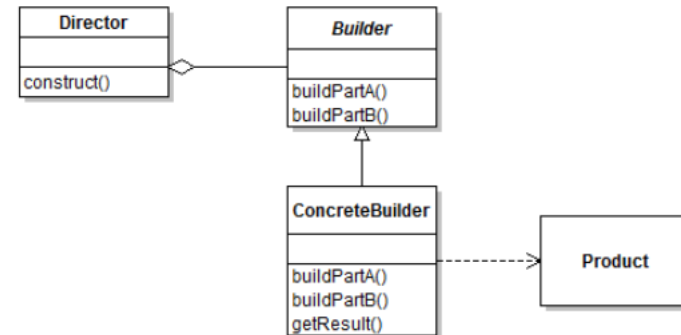 Director
construct()
Builder
buildPartA()
buildPartB()
ConcreteBuilder
buildPartA()
buildPartB()
getResult()
Product